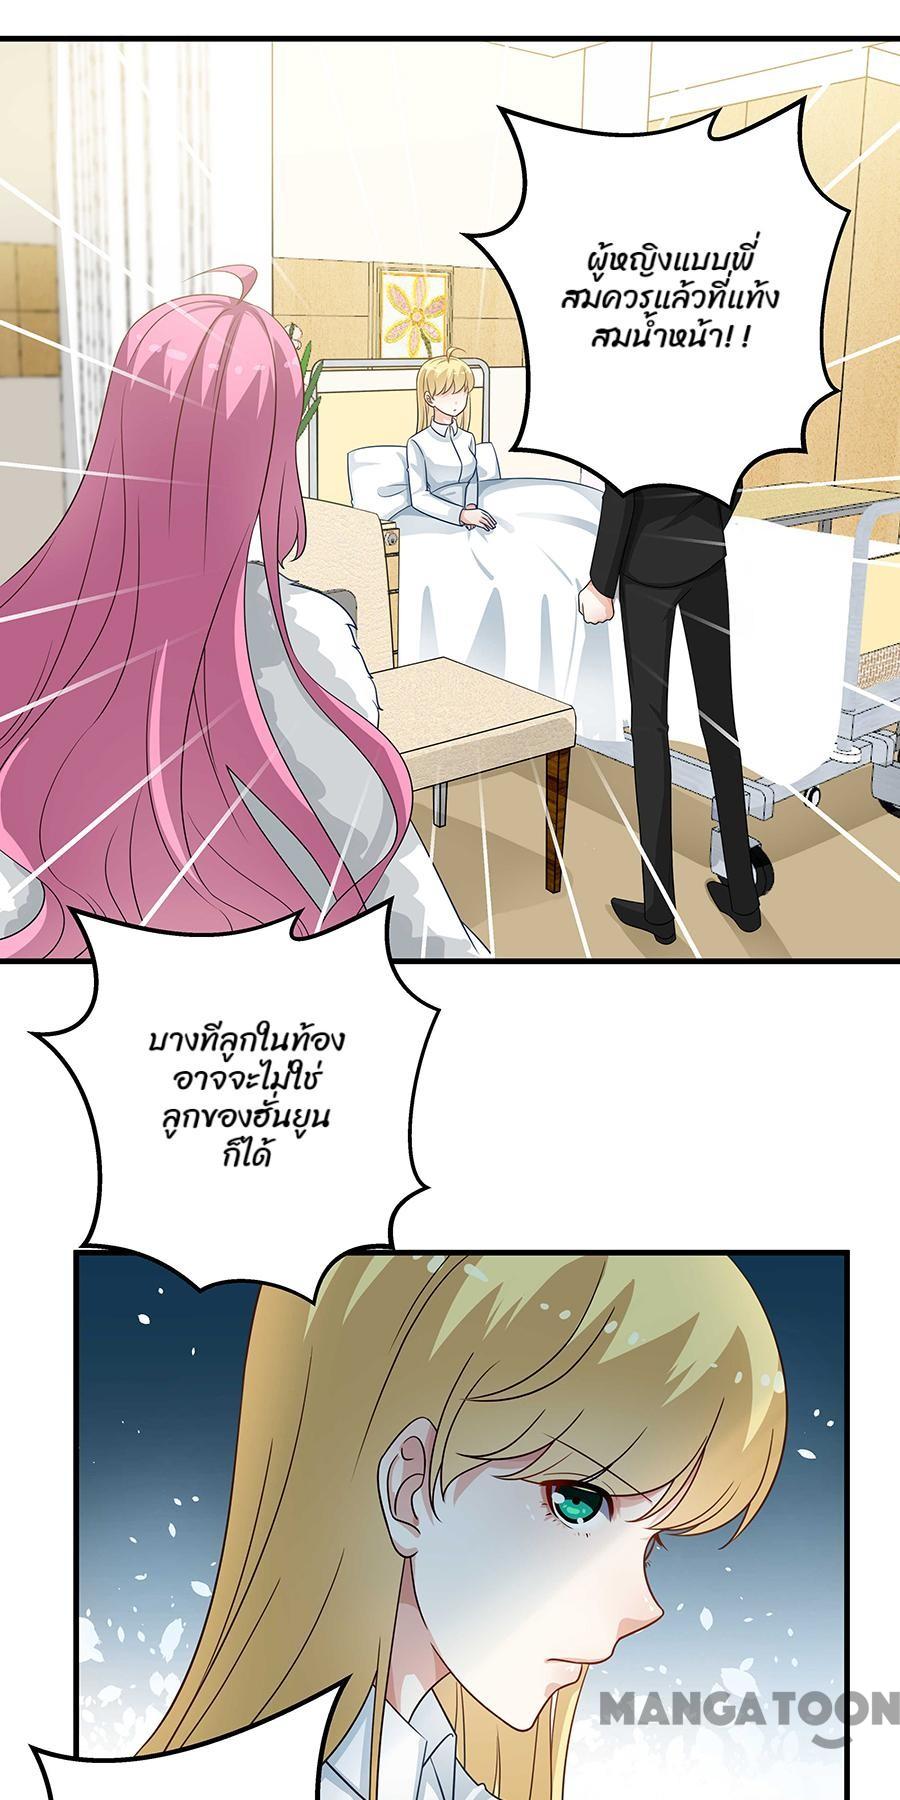 ผู้หญิงแบบพี่
สมควรแล้วที่แท้ง
สมน้ำหน้า!!
บางทีลูกในท้อง
อาจจะไม่ใช่
ลูกของฮั่นยูน
ก็ได้
MANGATOON